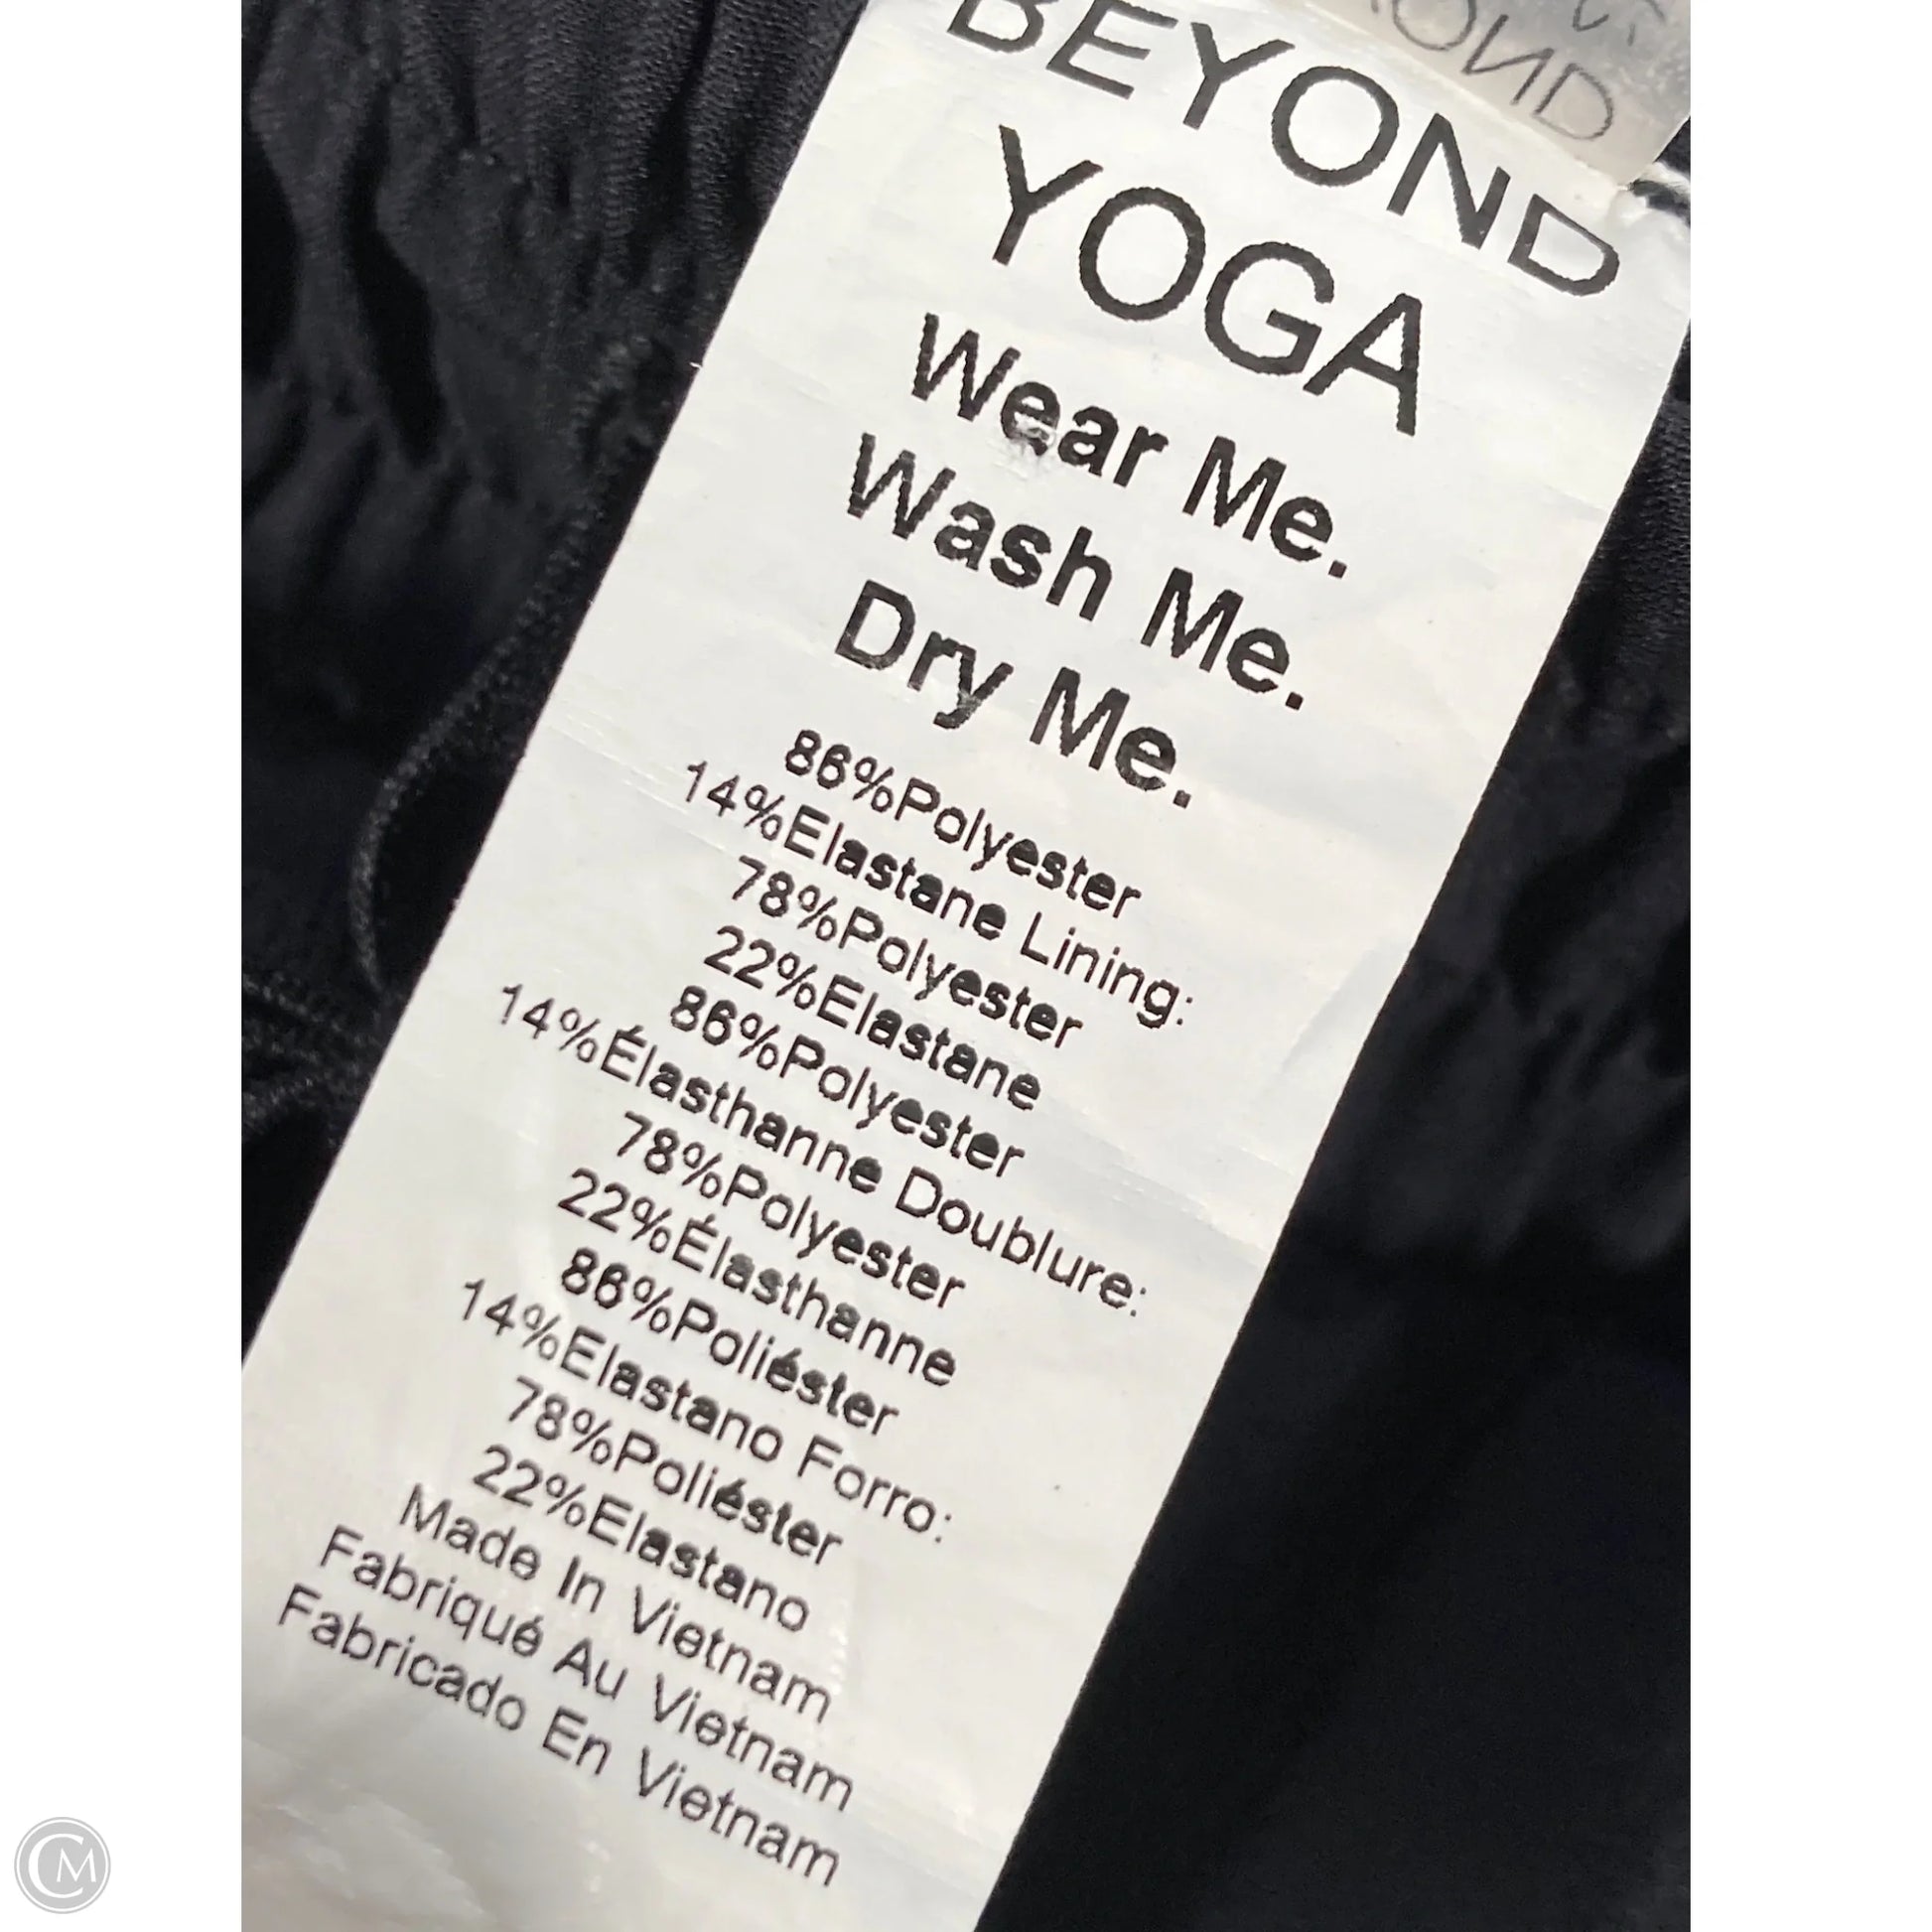 BEYOND
YOGA
Wear Me.
Wash Me.
Dry Me.
86%Polyester
14%Elastane Lining:
78%Polyester
22%Elastane
86%Polyester
14%Élasthanne Doublure:
78%Polyester
22%Élasthanne
86%Poliéster
14%Elastano Forro:
78%Poliéster
22%Elastano
Made In Vietnam
Fabriqué Au Vietnam
Fabricado En Vietnam
CM